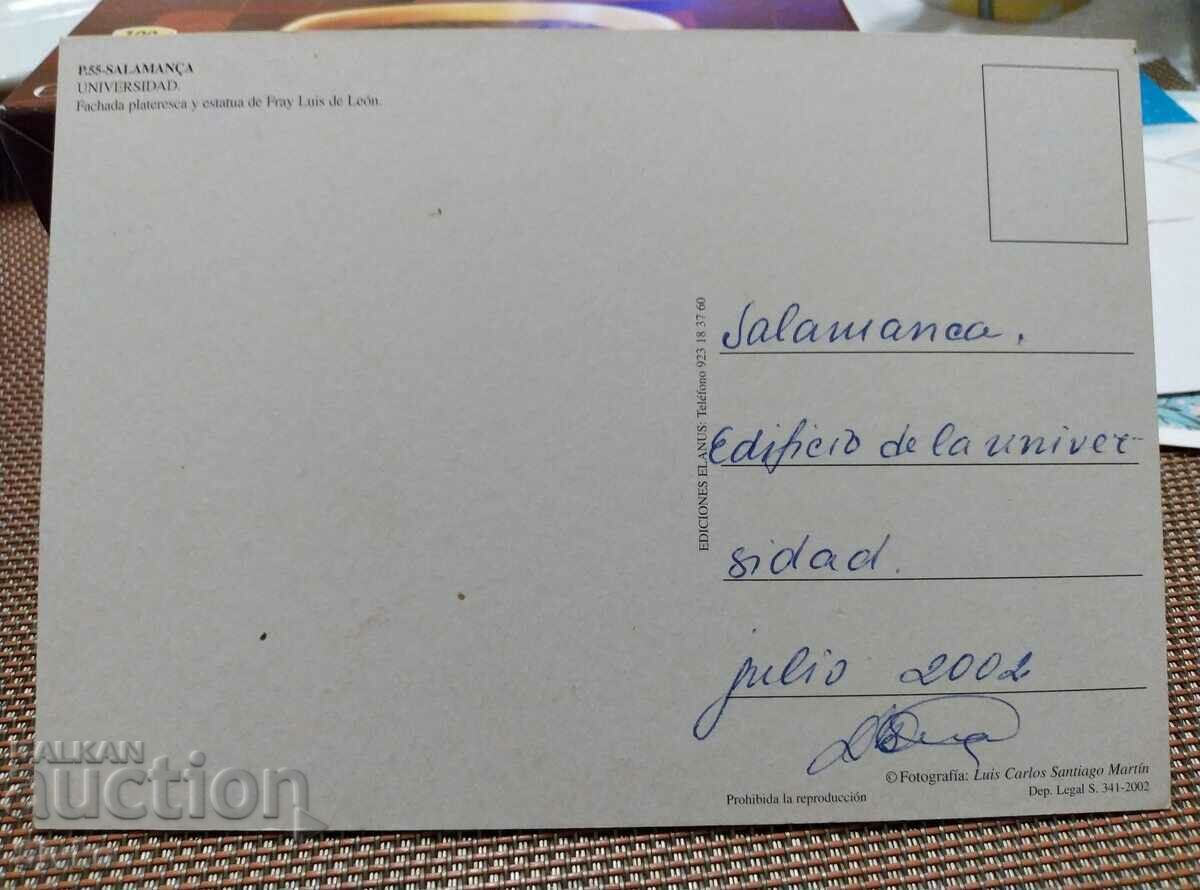 P.55-SALAMANÇA
UNIVERSIDAD.
Fachada plateresca y estatua de Fray Luis de León.
EDICIONES ELANUS: Teléfono 923 18 37 60
Salamanca.
Edificio de la univer-
sidad.
julio 2002
© Fotografía: Luis Carlos Santiago Martín
Dep. Legal S. 341-2002
Prohibida la reproducción
BALKAN
auction
100